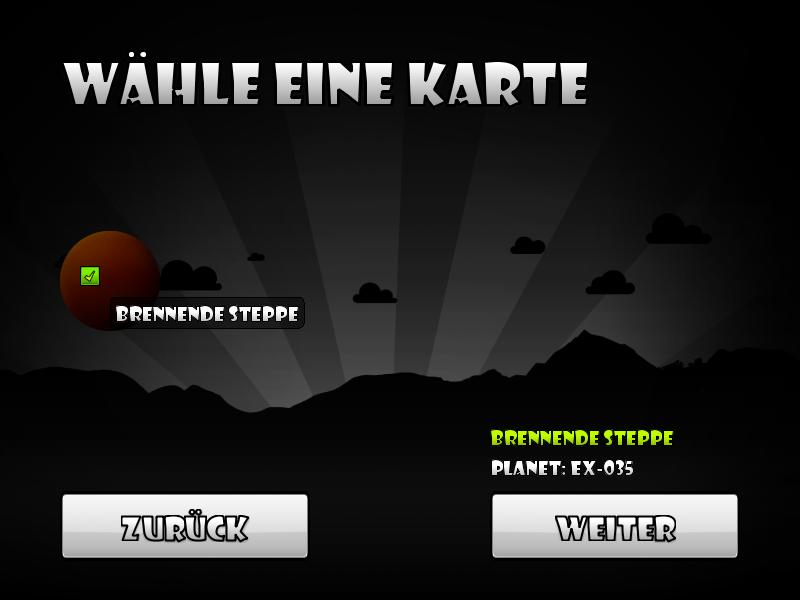 WÄHLE EINE KARTE
BRENNENDE STEPPE
BRENNENDE STEPPE
PLANET: EX-035
ZURÜCK
WEITER